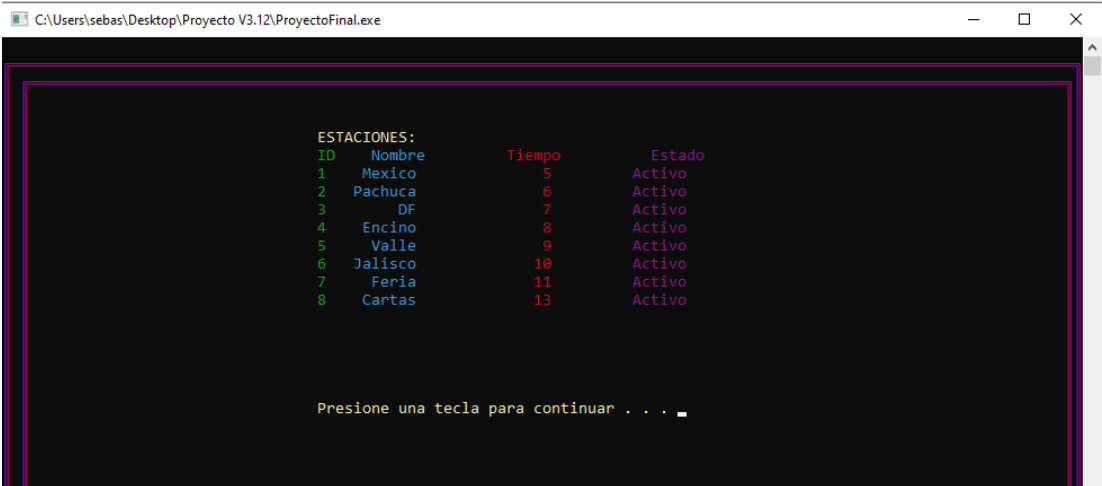 C:\Users\sebas\Desktop\Proyecto V3.12\ProyectoFinal.exe
ESTACIONES:
ID Nombre Tiempo Estado
1 Mexico 5 Activo
2 Pachuca 6 Activo
3 DF 7 Activo
4 Encino 8 Activo
5 Valle 9 Activo
6 Jalisco 10 Activo
7 Feria 11 Activo
8 Cartas 13 Activo
Presione una tecla para continuar . . .